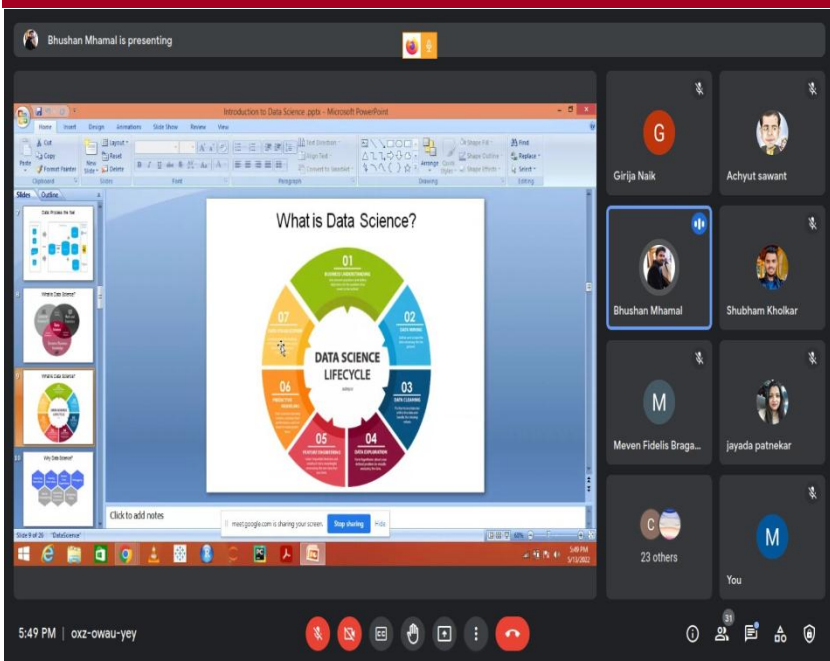 Bhushan Mhamal is presenting
Introduction to Data Science .pptx - Microsoft PowerPoint
Home Insert Design Animations Slide Show Review View
Paste
Cut
Copy
Format Painter
Clipboard
New Slide
Layout
Reset
Delete
Slides
Font
Text Direction
Align Text
Convert to SmartArt
Paragraph
Arrange
Quick Styles
Shape Fill
Shape Outline
Shape Effects
Drawing
Find
Replace
Select
Editing
Slides Outline
What is Data Science?
What is Data Science?
Why Data Science?
What is Data Science?
01
BUSINESS UNDERSTANDING
02
DATA MINING
03
DATA CLEANING
04
DATA EXPLORATION
05
FEATURE ENGINEERING
06
PREDICTIVE MODELING
07
DATA SCIENCE
LIFECYCLE
Click to add notes
meet.google.com is sharing your screen. Stop sharing Hide
Slide 9 of 26 "DataScience"
5:49 PM
5/13/2022
G
Girija Naik
Achyut sawant
Bhushan Mhamal
Shubham Kholkar
M
Meven Fidelis Braga...
jayada patnekar
C
23 others
M
You
5:49 PM | oxz-owau-yey
31